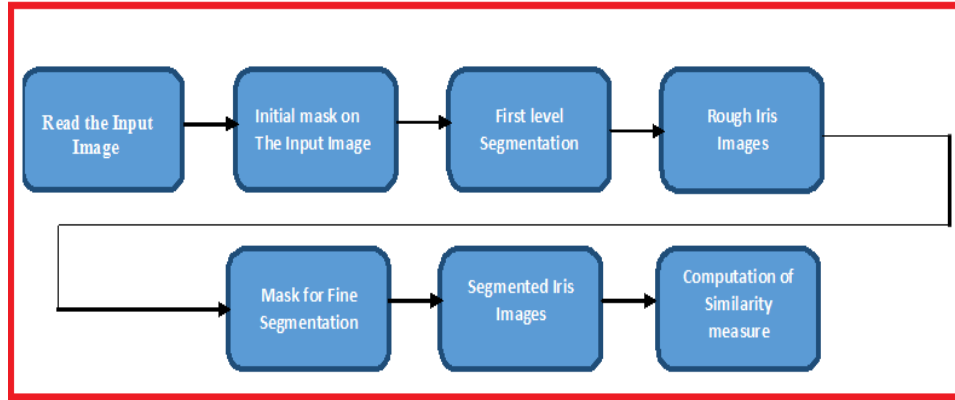 Read the Input
Image
Initial mask on
The Input Image
First level
Segmentation
Rough Iris
Images
Mask for Fine
Segmentation
Segmented Iris
Images
Computation of
Similarity
measure